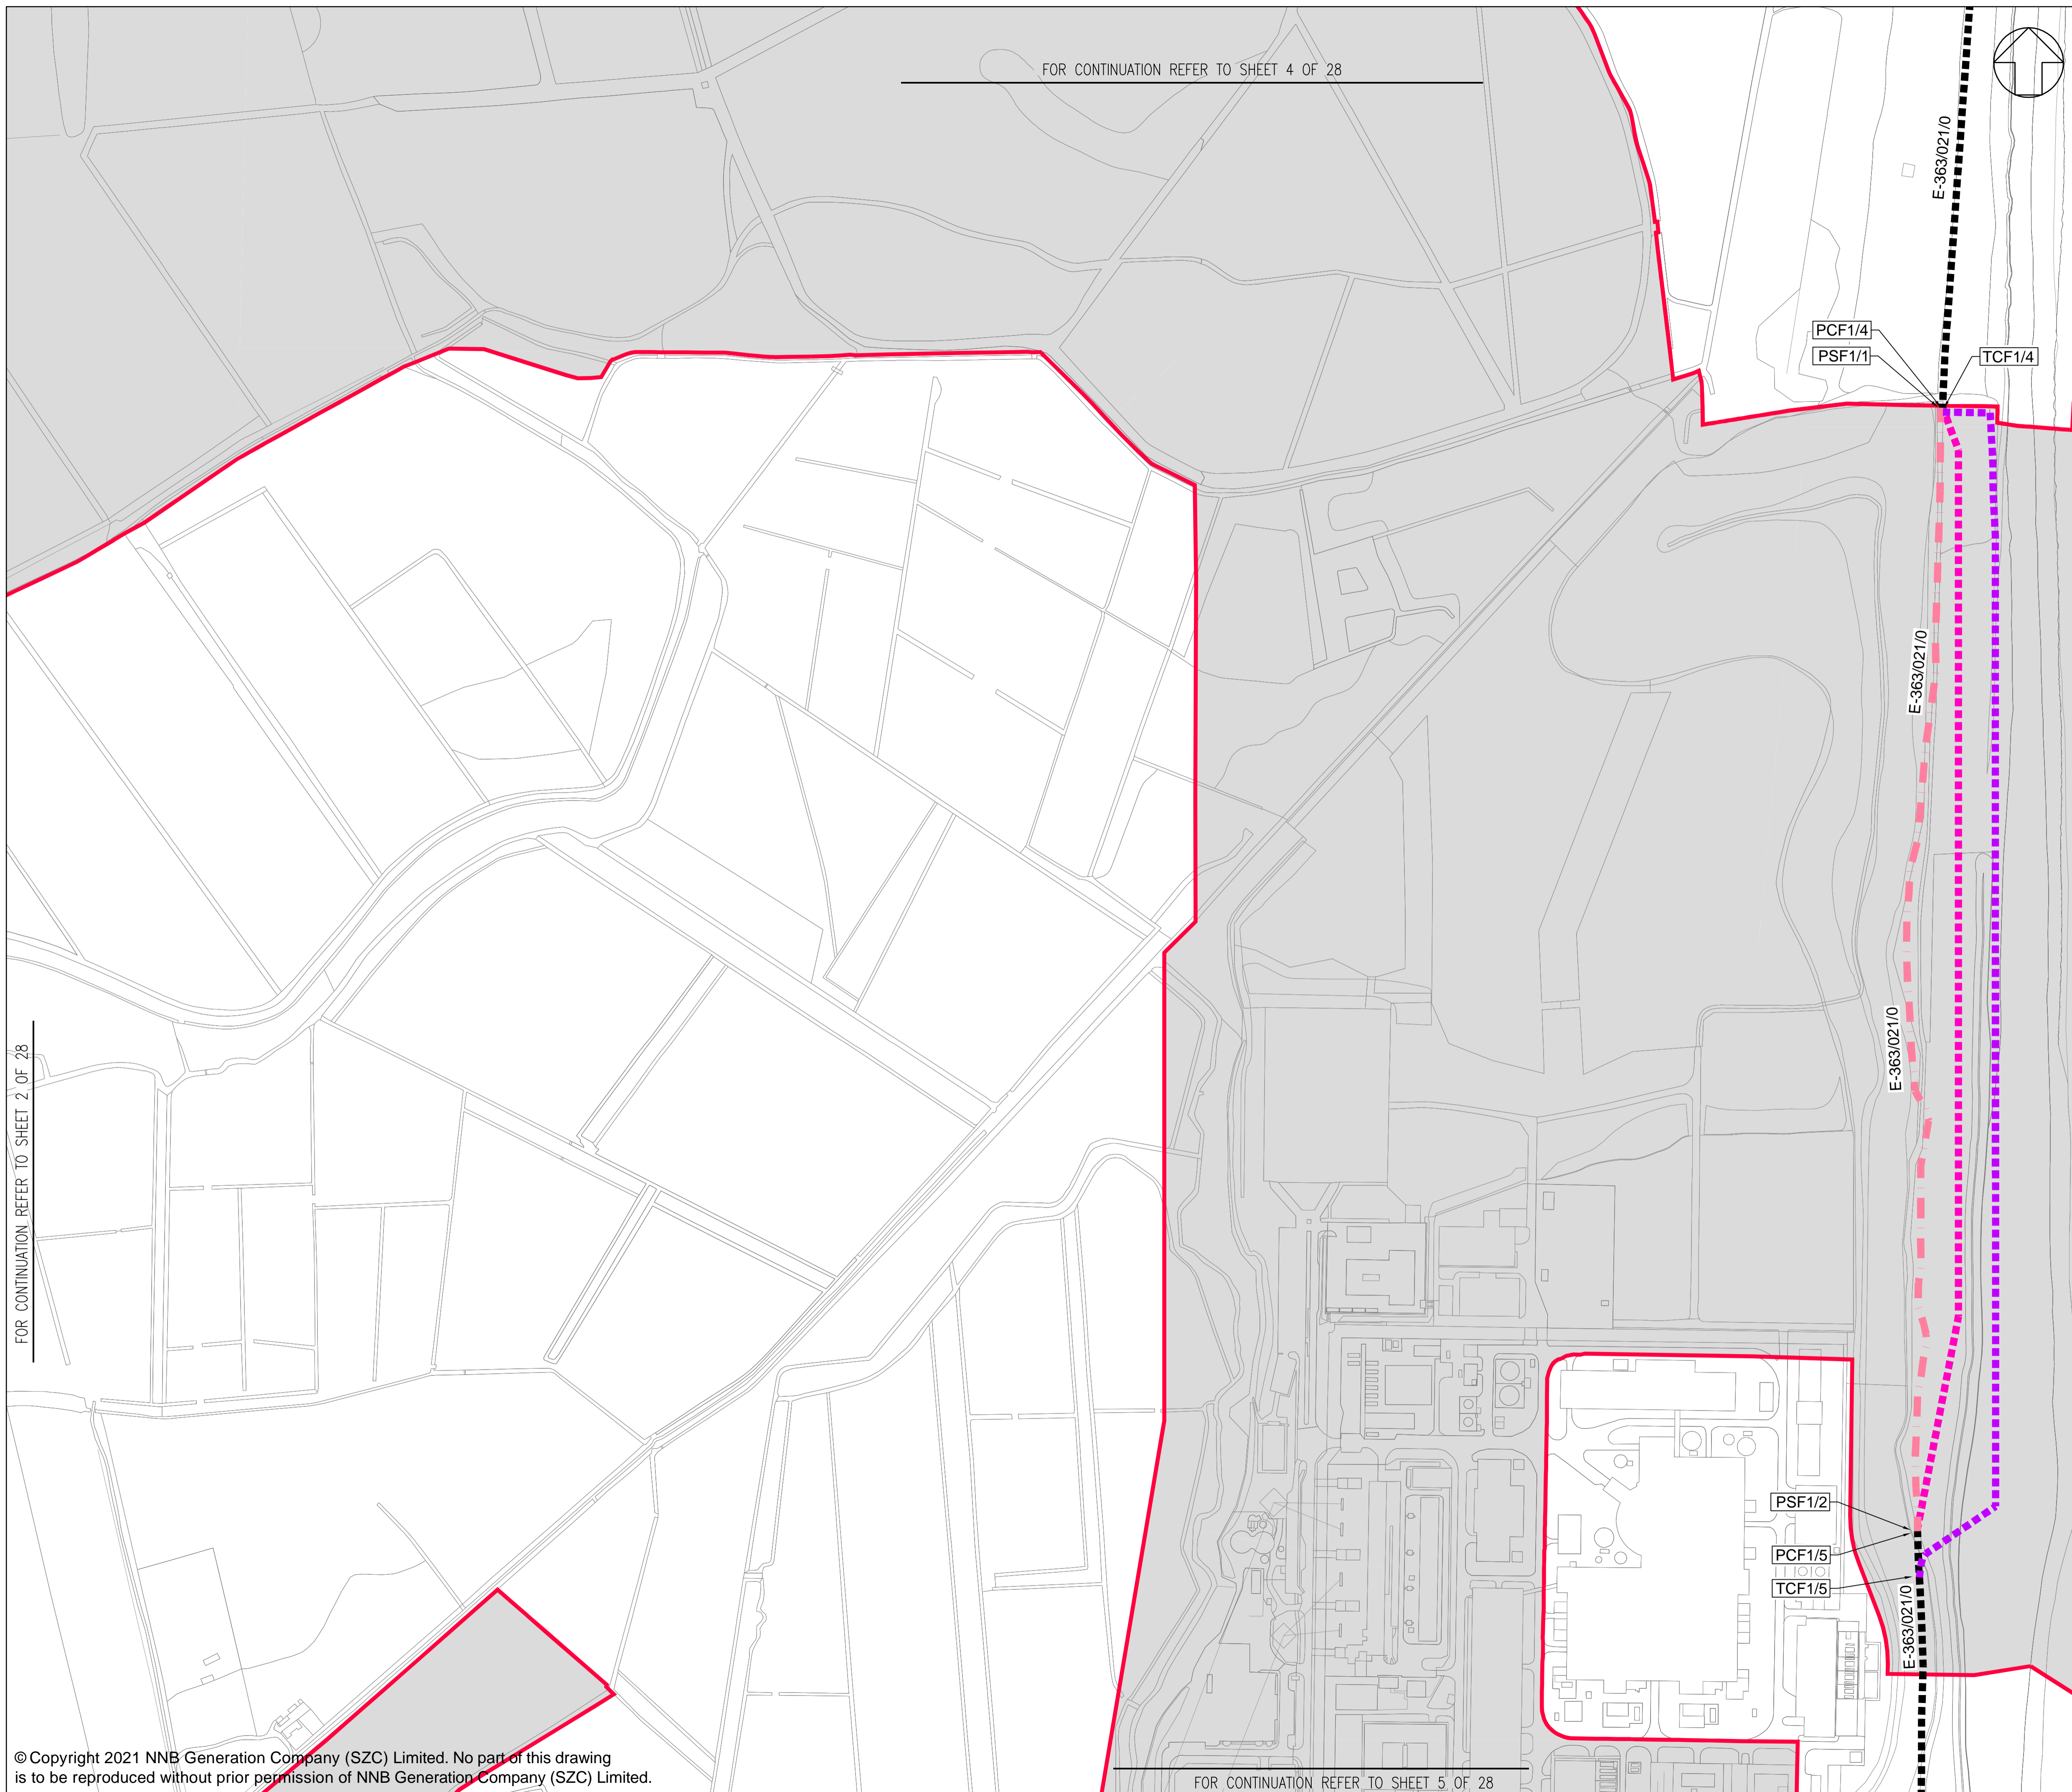 FOR CONTINUATION REFER TO SHEET 4 OF 28
E-363/021/0
PCF1/4
PSF1/1
TCF1/4
E-363/021/0
E-363/021/0
FOR CONTINUATION REFER TO SHEET 2 OF 28
PSF1/2
PCF1/5
TCF1/5
E-363/021/0
© Copyright 2021 NNB Generation Company (SZC) Limited. No part of this drawing
is to be reproduced without prior permission of NNB Generation Company (SZC) Limited.
FOR CONTINUATION REFER TO SHEET 5 OF 28